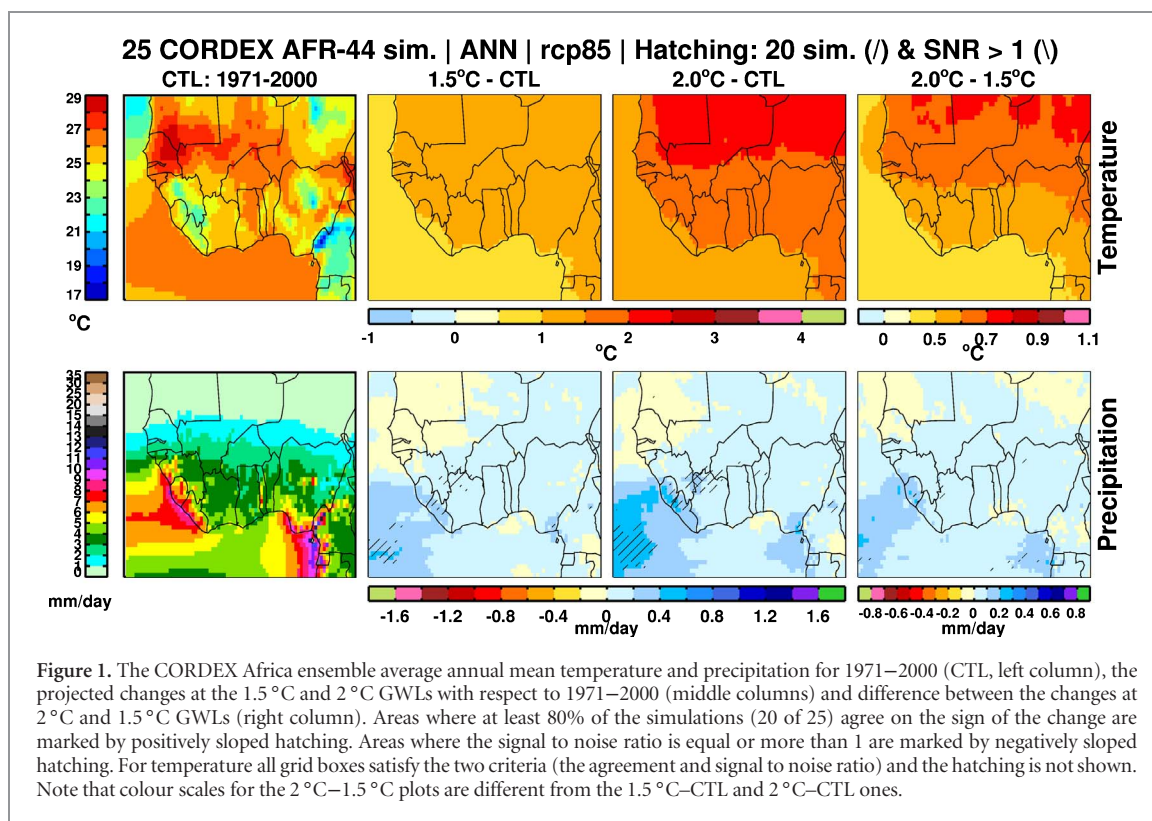 25 CORDEX AFR-44 sim. | ANN | rcp85 | Hatching: 20 sim. (/) & SNR > 1 (\)
CTL: 1971-2000 1.5°C - CTL 2.0°C - CTL 2.0°C - 1.5°C
29
27
25
23
21
19
17
°C
Temperature
-1 0 1 2 3 4
°C
0 0.5 0.7 0.9 1.1
°C
35
30
25
20
15
14
13
12
11
10
9
8
7
6
5
4
3
2
1
0
mm/day
Precipitation
-1.6 -1.2 -0.8 -0.4 0 0.4 0.8 1.2 1.6
mm/day
-0.8 -0.6 -0.4 -0.2 0 0.2 0.4 0.6 0.8
mm/day
Figure 1. The CORDEX Africa ensemble average annual mean temperature and precipitation for 1971–2000 (CTL, left column), the
projected changes at the 1.5 °C and 2 °C GWLs with respect to 1971–2000 (middle columns) and difference between the changes at
2 °C and 1.5 °C GWLs (right column). Areas where at least 80% of the simulations (20 of 25) agree on the sign of the change are
marked by positively sloped hatching. Areas where the signal to noise ratio is equal or more than 1 are marked by negatively sloped
hatching. For temperature all grid boxes satisfy the two criteria (the agreement and signal to noise ratio) and the hatching is not shown.
Note that colour scales for the 2 °C–1.5 °C plots are different from the 1.5 °C–CTL and 2 °C–CTL ones.